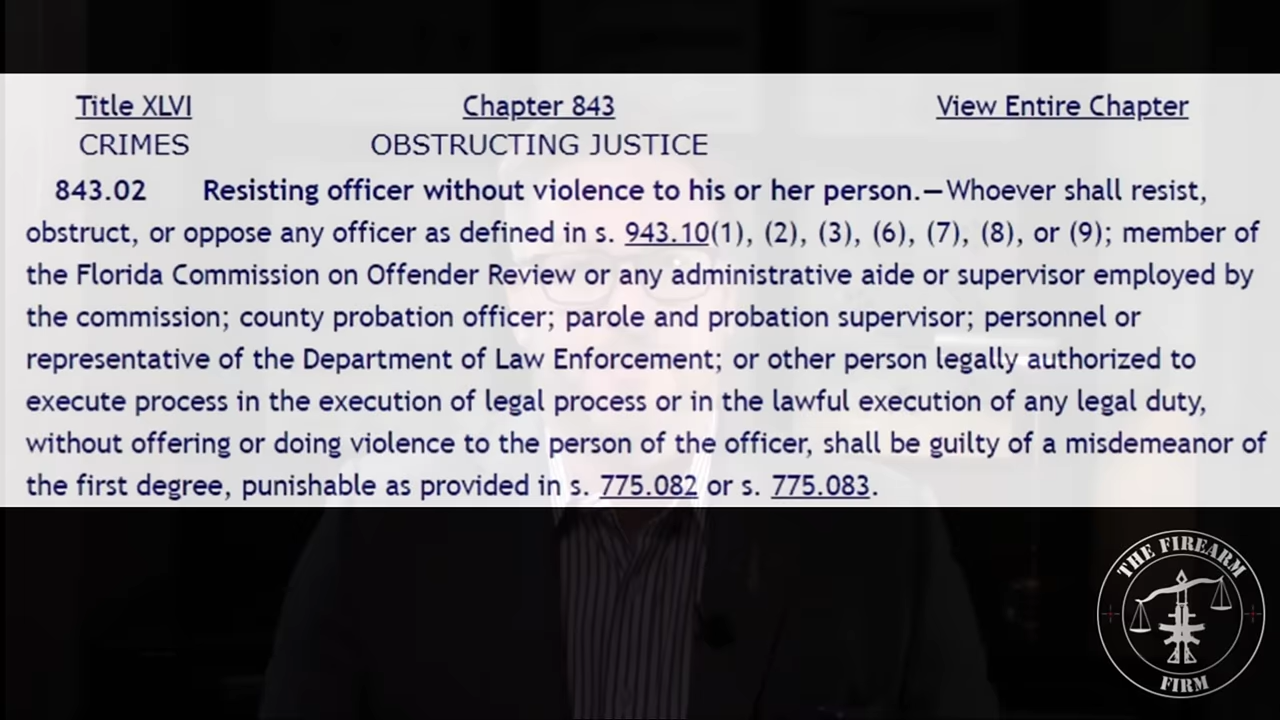 Title XLVI Chapter 843 View Entire Chapter
CRIMES OBSTRUCTING JUSTICE
843.02 Resisting officer without violence to his or her person.—Whoever shall resist,
obstruct, or oppose any officer as defined in s. 943.10(1), (2), (3), (6), (7), (8), or (9); member of
the Florida Commission on Offender Review or any administrative aide or supervisor employed by
the commission; county probation officer; parole and probation supervisor; personnel or
representative of the Department of Law Enforcement; or other person legally authorized to
execute process in the execution of legal process or in the lawful execution of any legal duty,
without offering or doing violence to the person of the officer, shall be guilty of a misdemeanor of
the first degree, punishable as provided in s. 775.082 or s. 775.083.
THE FIREARM
FIRM